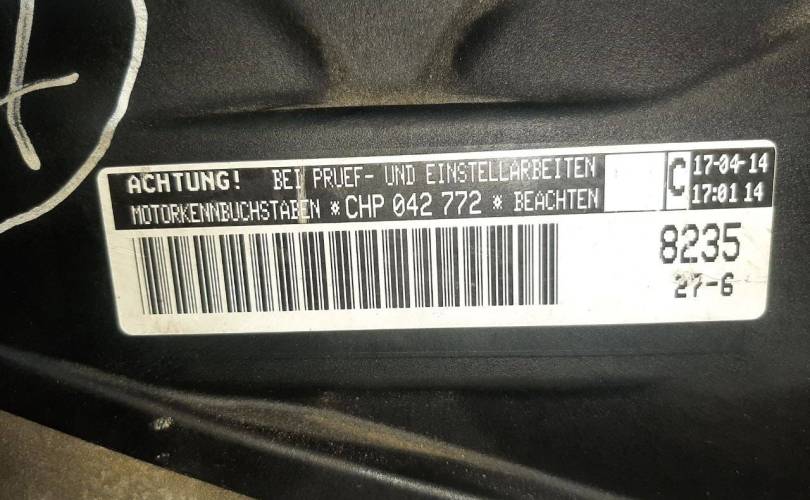 ACHTUNG! BEI PRUEF- UND EINSTELLARBEITEN
MOTORKENNBUCHSTABEN * CHP 042 772 * BEACHTEN
C
17-04-14
17:01 14
8235
27-6